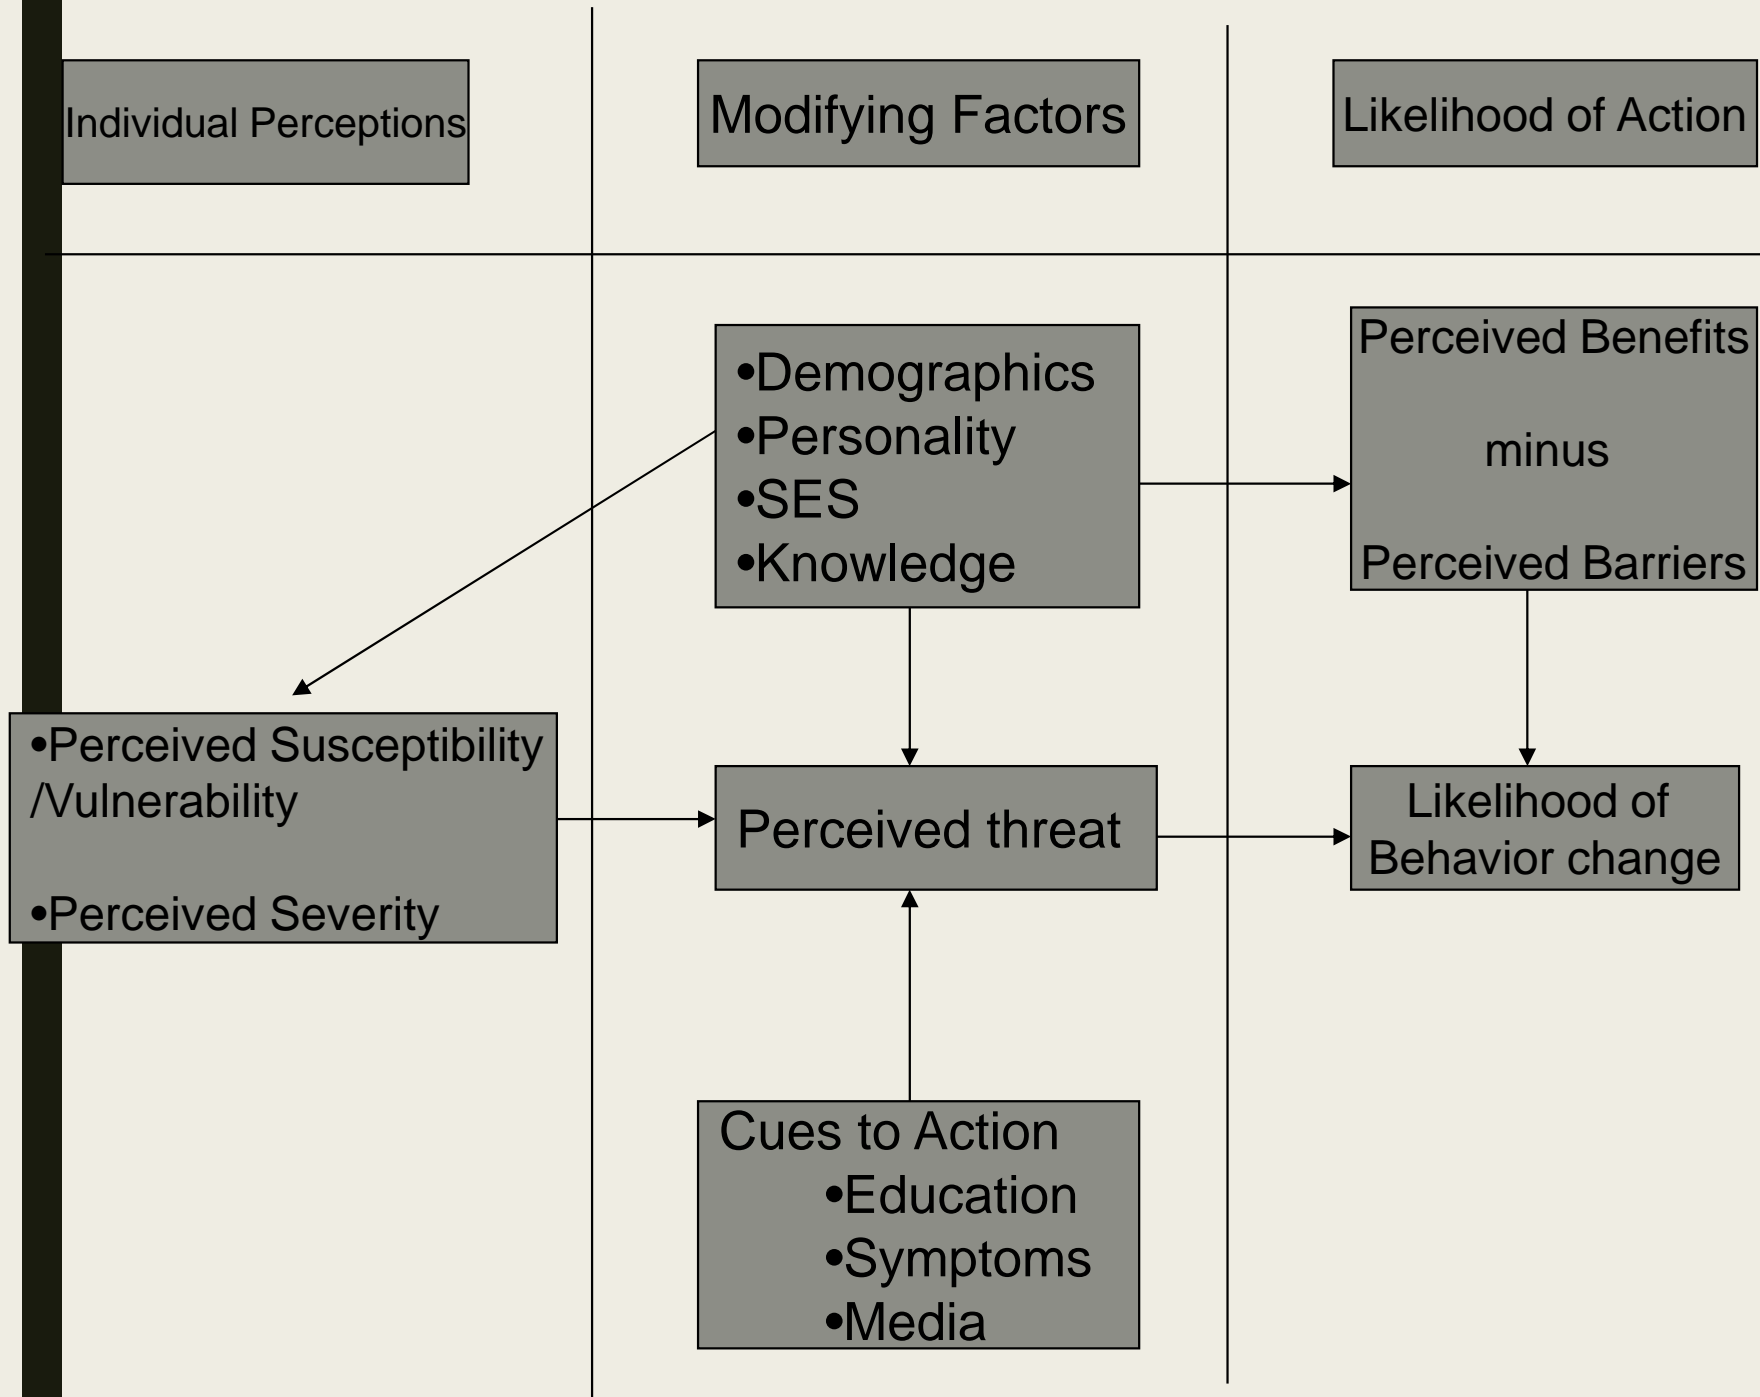 Individual Perceptions
Modifying Factors
Likelihood of Action
•Demographics
•Personality
•SES
•Knowledge
Perceived Benefits
minus
Perceived Barriers
•Perceived Susceptibility
/Vulnerability
•Perceived Severity
Perceived threat
Likelihood of
Behavior change
Cues to Action
•Education
•Symptoms
•Media